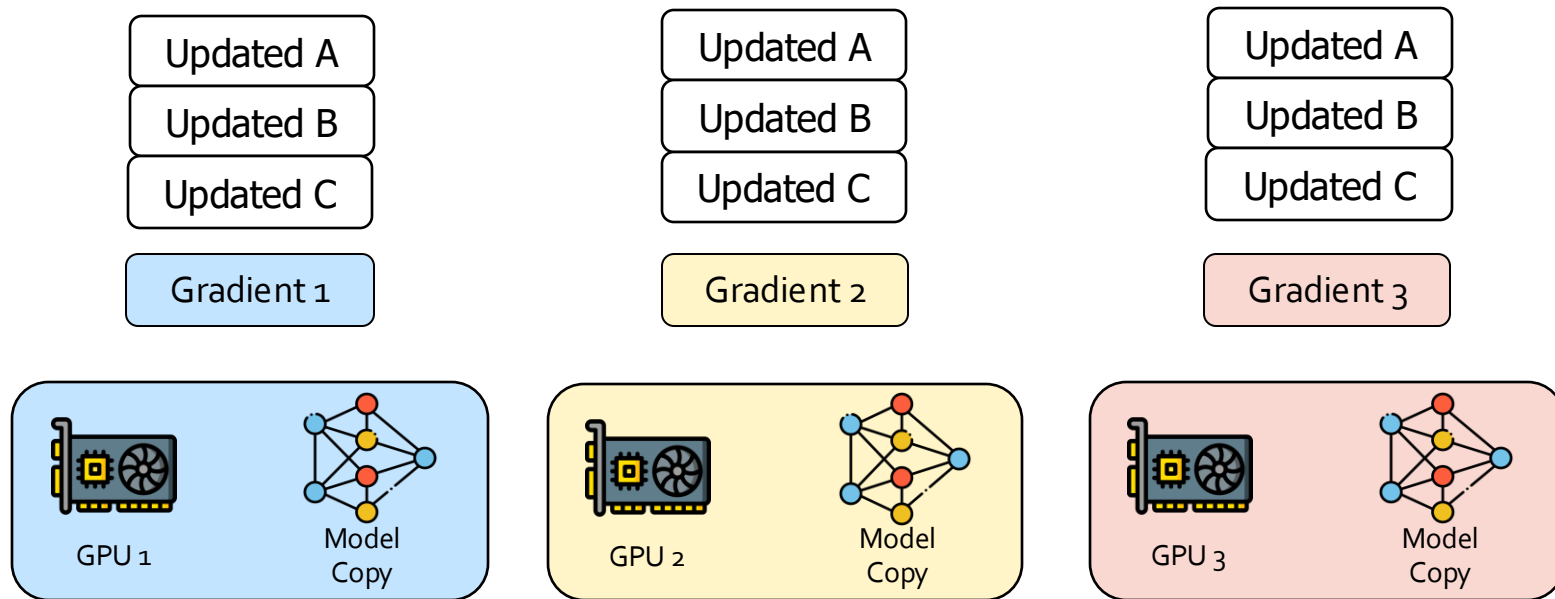 Updated A
Updated B
Updated C
Gradient 1
GPU 1
Model
Copy
Updated A
Updated B
Updated C
Gradient 2
GPU 2
Model
Copy
Updated A
Updated B
Updated C
Gradient 3
GPU 3
Model
Copy